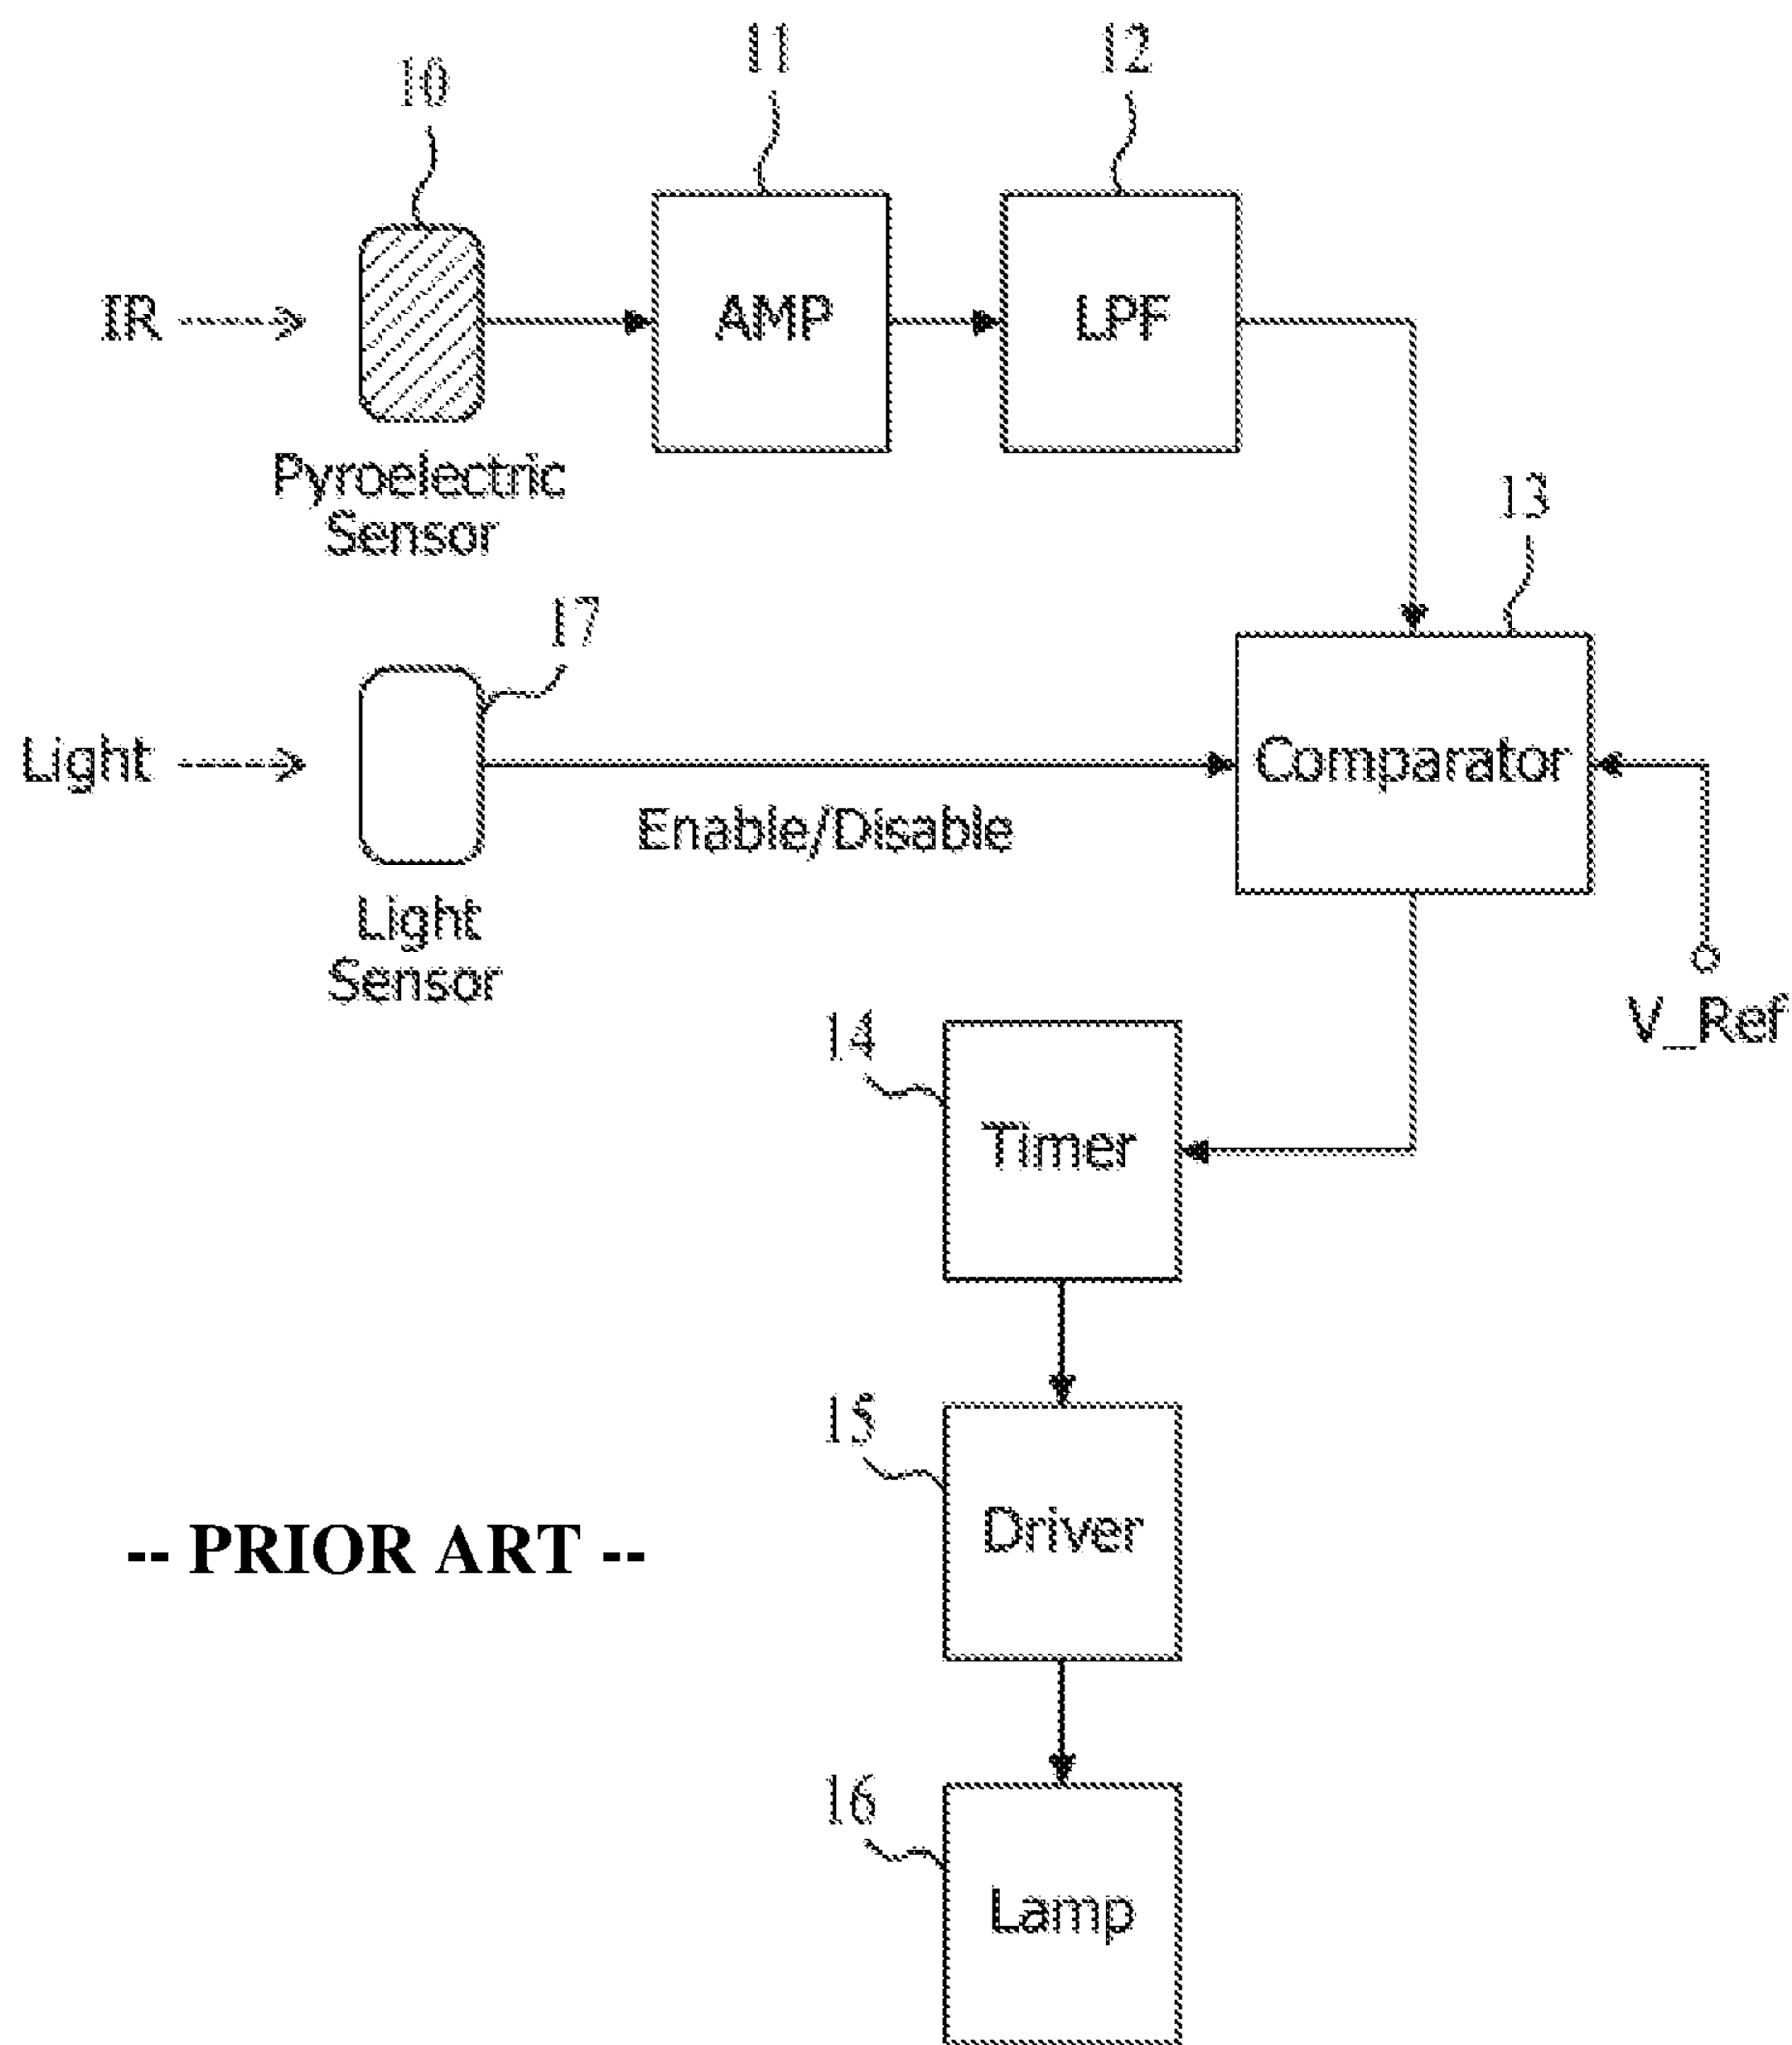 10
11
12
IR
AMP
LPF
Pyroelectric
Sensor
13
17
Light
Comparator
Enable/Disable
Light
Sensor
V_Ref
14
Timer
15
Driver
-- PRIOR ART --
16
Lamp